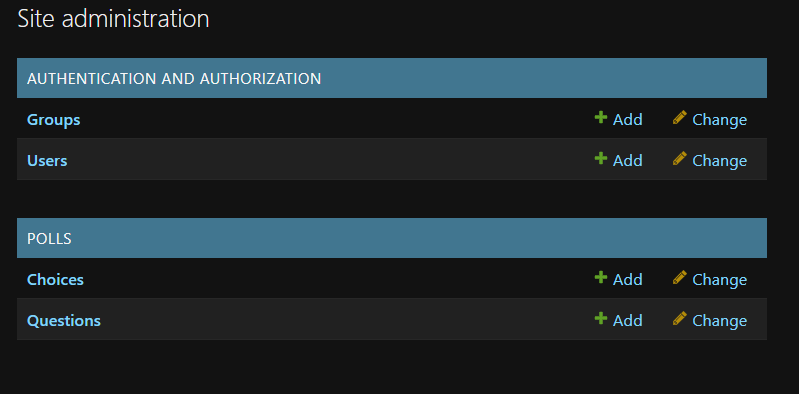 Site administration
AUTHENTICATION AND AUTHORIZATION
Groups Add Change
Users Add Change
POLLS
Choices Add Change
Questions Add Change